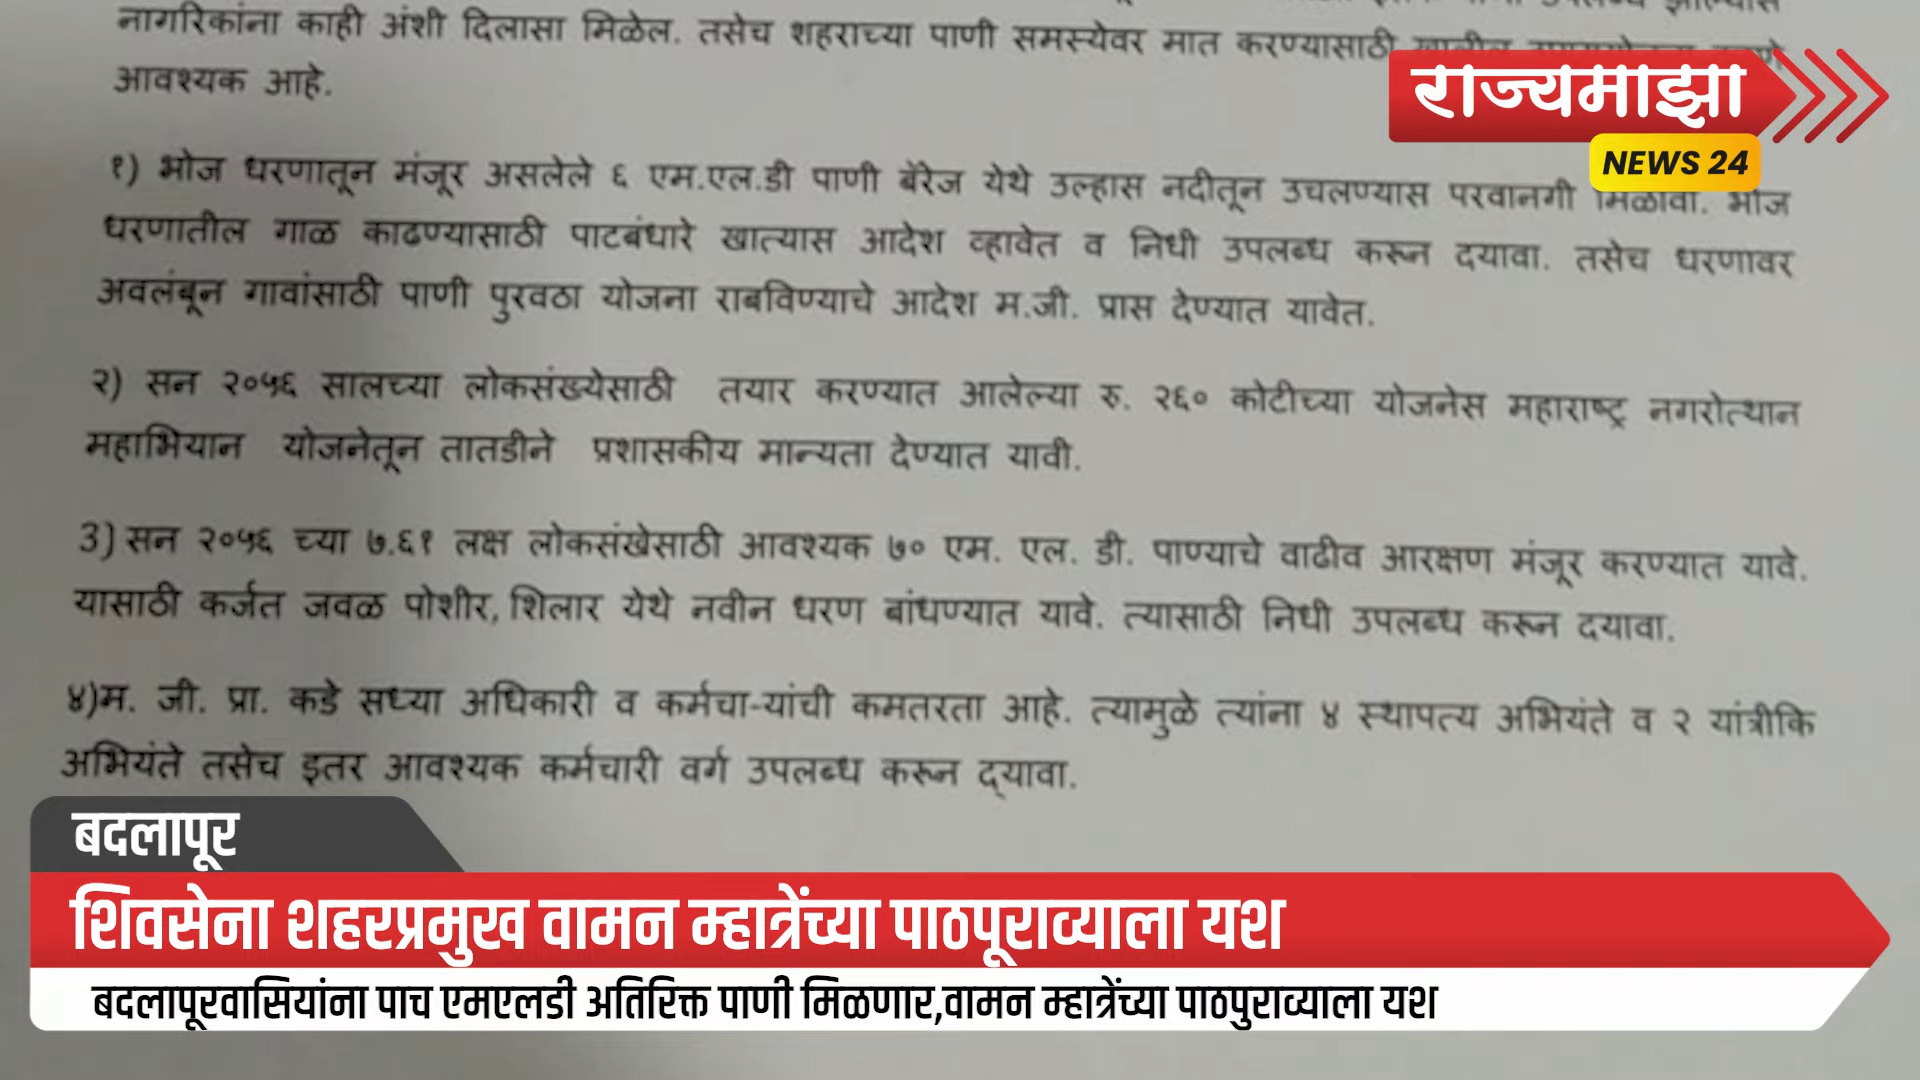 नागरिकांना काही अंशी दिलासा मिळेल. तसेच शहराच्या पाणी समस्येवर मात करण्यासाठी
आवश्यक आहे.
राज्यमाझा
NEWS 24
१) भोज धरणातून मंजूर असलेले ६ एम.एल.डी पाणी बॅरेज येथे उल्हास नदीतून उचलण्यास परवानगी मिळावी. भोज
धरणातील गाळ काढण्यासाठी पाटबंधारे खात्यास आदेश व्हावेत व निधी उपलब्ध करून दयावा. तसेच धरणावर
अवलंबून गावांसाठी पाणी पुरवठा योजना राबविण्याचे आदेश म.जी. प्रास देण्यात यावेत.
२) सन २०५६ सालच्या लोकसंख्येसाठी तयार करण्यात आलेल्या रु. २६० कोटीच्या योजनेस महाराष्ट्र नगरोत्थान
महाभियान योजनेतून तातडीने प्रशासकीय मान्यता देण्यात यावी.
3) सन २०५६ च्या ७.६१ लक्ष लोकसंखेसाठी आवश्यक ७० एम. एल. डी. पाण्याचे वाढीव आरक्षण मंजूर करण्यात यावे.
यासाठी कर्जत जवळ पोशीर, शिलार येथे नवीन धरण बांधण्यात यावे. त्यासाठी निधी उपलब्ध करून दयावा.
४)म. जी. प्रा. कडे सध्या अधिकारी व कर्मचा-यांची कमतरता आहे. त्यामुळे त्यांना ४ स्थापत्य अभियंते व २ यांत्रीकि
अभियंते तसेच इतर आवश्यक कर्मचारी वर्ग उपलब्ध करून द्यावा.
बदलापूर
शिवसेना शहरप्रमुख वामन म्हात्रेंच्या पाठपूराव्याला यश
बदलापूरवासियांना पाच एमएलडी अतिरिक्त पाणी मिळणार,वामन म्हात्रेंच्या पाठपुराव्याला यश